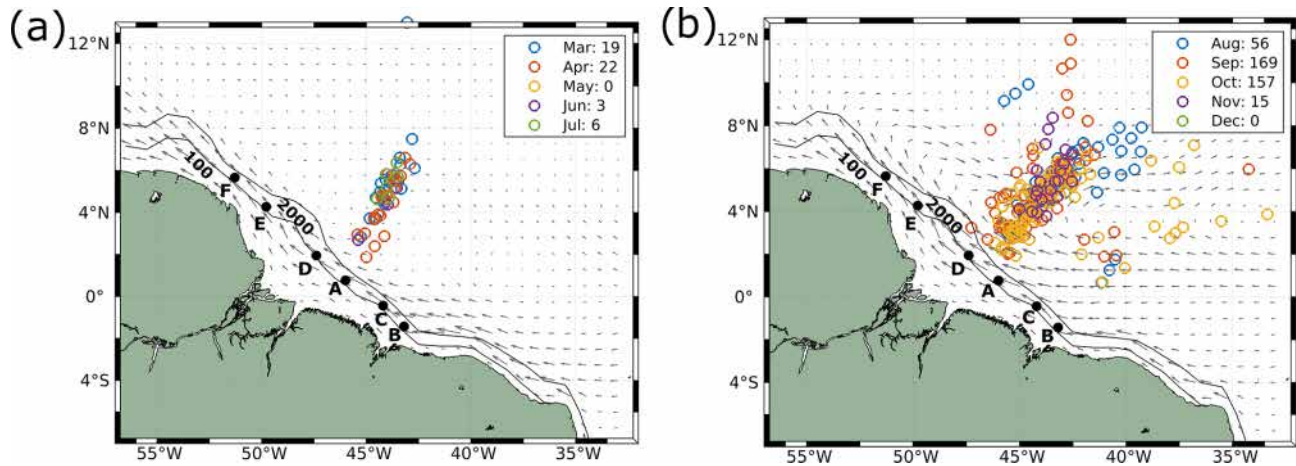 (a)
12°N
8°N
4°N
0°
4°S
55°W
50°W
45°W
40°W
Mar: 19
Apr: 22
May: 0
Jun: 3
Jul: 6
100
2000
F
E
D
A
C
B
(b)
12°N
8°N
4°N
0°
4°S
55°W
50°W
45°W
40°W
Aug: 56
Sep: 169
Oct: 157
Nov: 15
Dec: 0
100
2000
F
E
D
A
C
B